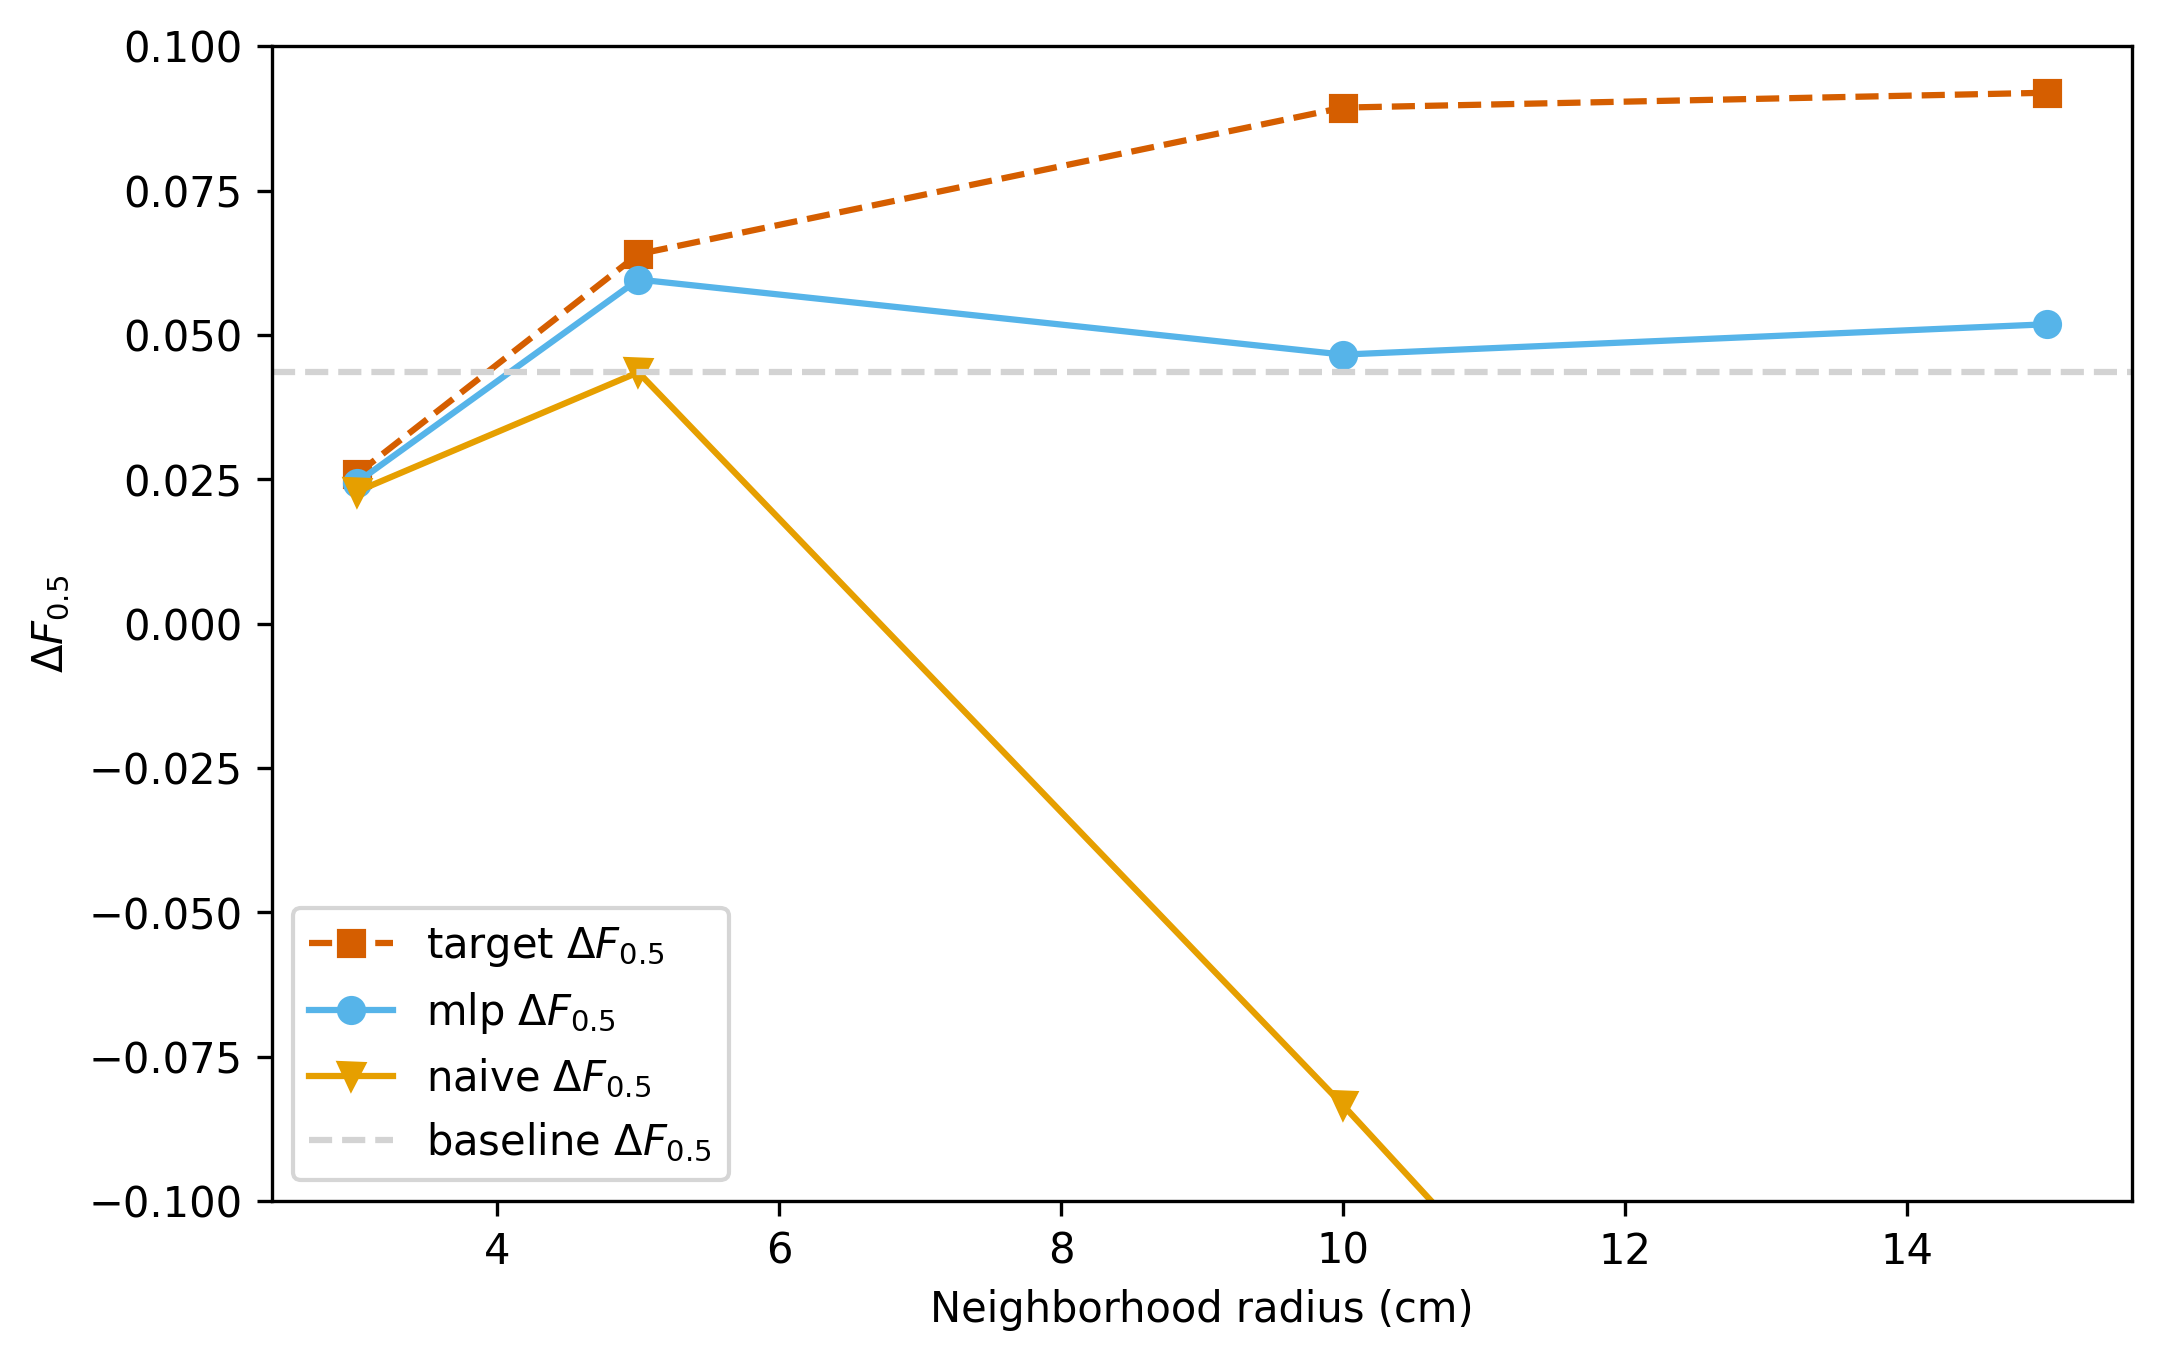 0.100
0.075
0.050
0.025
0.000
−0.025
−0.050
−0.075
−0.100
ΔF0.5
target ΔF0.5
mlp ΔF0.5
naive ΔF0.5
baseline ΔF0.5
4 6 8 10 12 14
Neighborhood radius (cm)